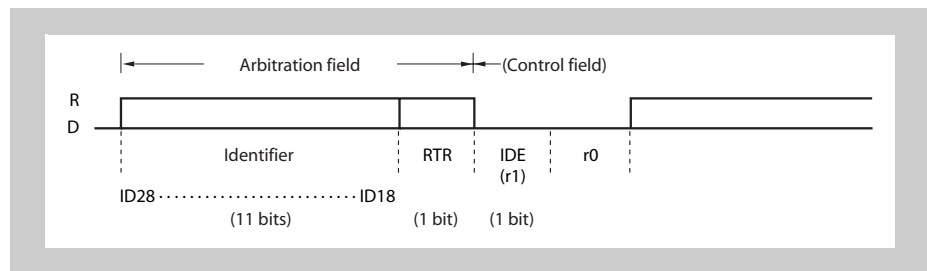 Arbitration field (Control field)
R
D
Identifier RTR IDE r0
(r1)
ID28 ·························· ID18
(11 bits) (1 bit) (1 bit)